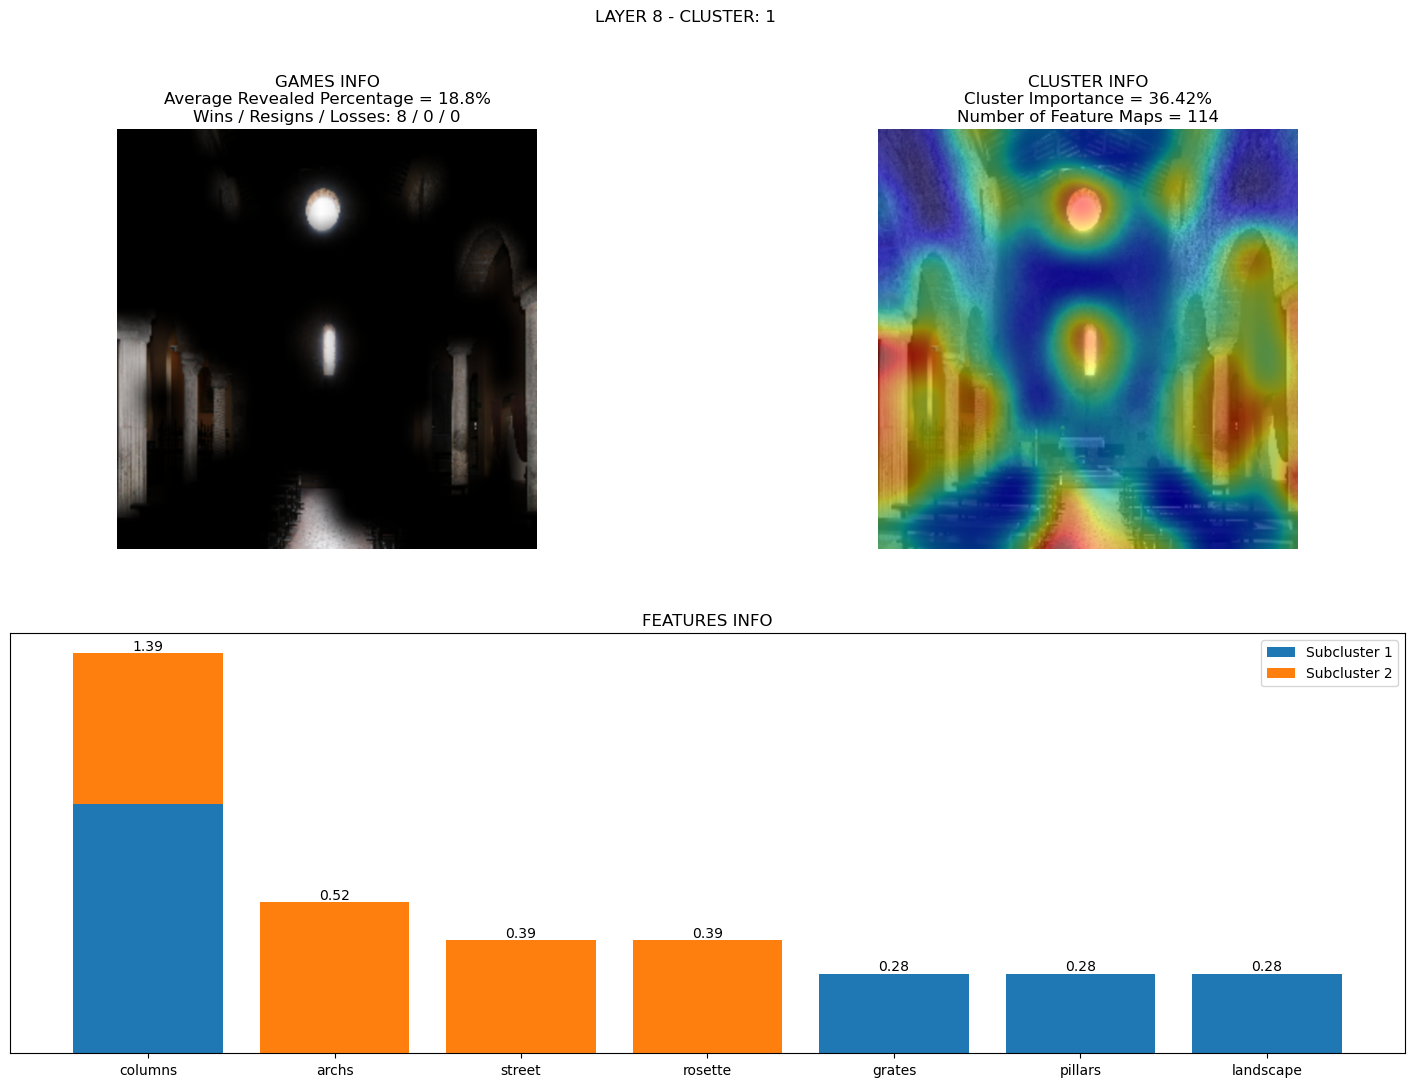 LAYER 8 - CLUSTER: 1
GAMES INFO
Average Revealed Percentage = 18.8%
Wins / Resigns / Losses: 8 / 0 / 0
CLUSTER INFO
Cluster Importance = 36.42%
Number of Feature Maps = 114
FEATURES INFO
Subcluster 1
Subcluster 2
1.39
0.52
0.39
0.39
0.28
0.28
0.28
columns
archs
street
rosette
grates
pillars
landscape